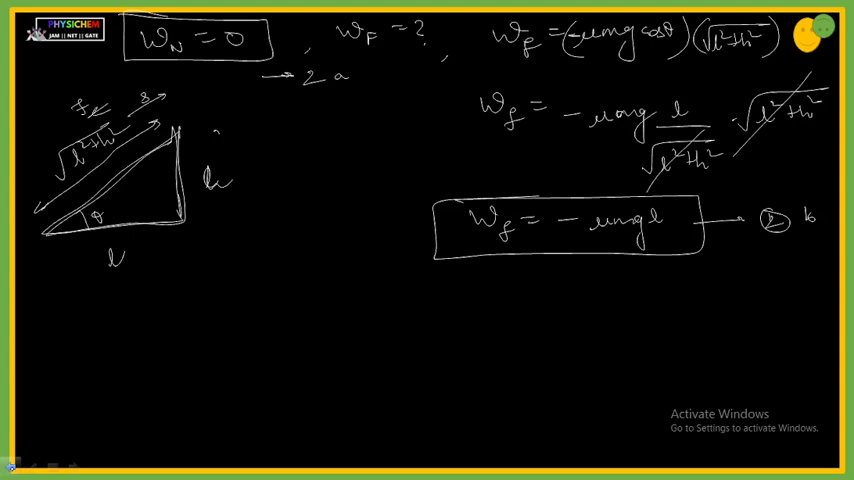 PHYSICHEM
JAM || NET || GATE
W_N = 0 , W_F = ? , W_f = (-μmg cosθ)(√l²+h²)
→ 2 a
f s
√l²+h²
h
θ
l
W_f = - μmg l/√l²+h² · √l²+h²
W_f = - μmgl → ② b
Activate Windows
Go to Settings to activate Windows.